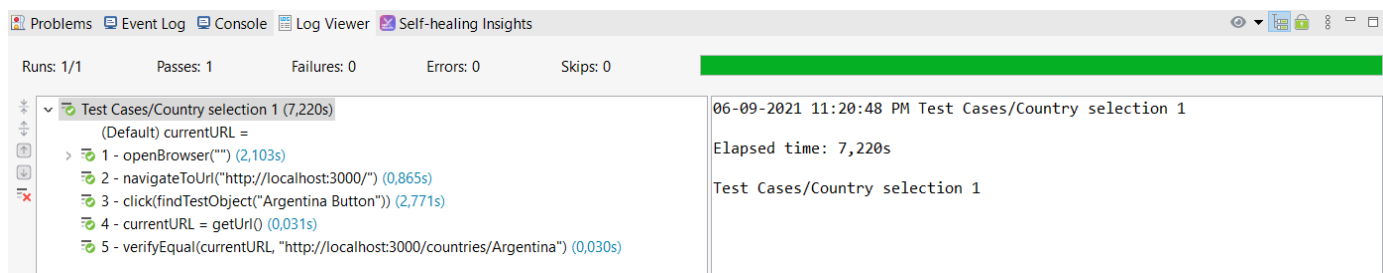 Problems Event Log Console Log Viewer Self-healing Insights
Runs: 1/1 Passes: 1 Failures: 0 Errors: 0 Skips: 0
Test Cases/Country selection 1 (7,220s)
(Default) currentURL =
1 - openBrowser("") (2,103s)
2 - navigateToUrl("http://localhost:3000/") (0,865s)
3 - click(findTestObject("Argentina Button")) (2,771s)
4 - currentURL = getUrl() (0,031s)
5 - verifyEqual(currentURL, "http://localhost:3000/countries/Argentina") (0,030s)
06-09-2021 11:20:48 PM Test Cases/Country selection 1
Elapsed time: 7,220s
Test Cases/Country selection 1